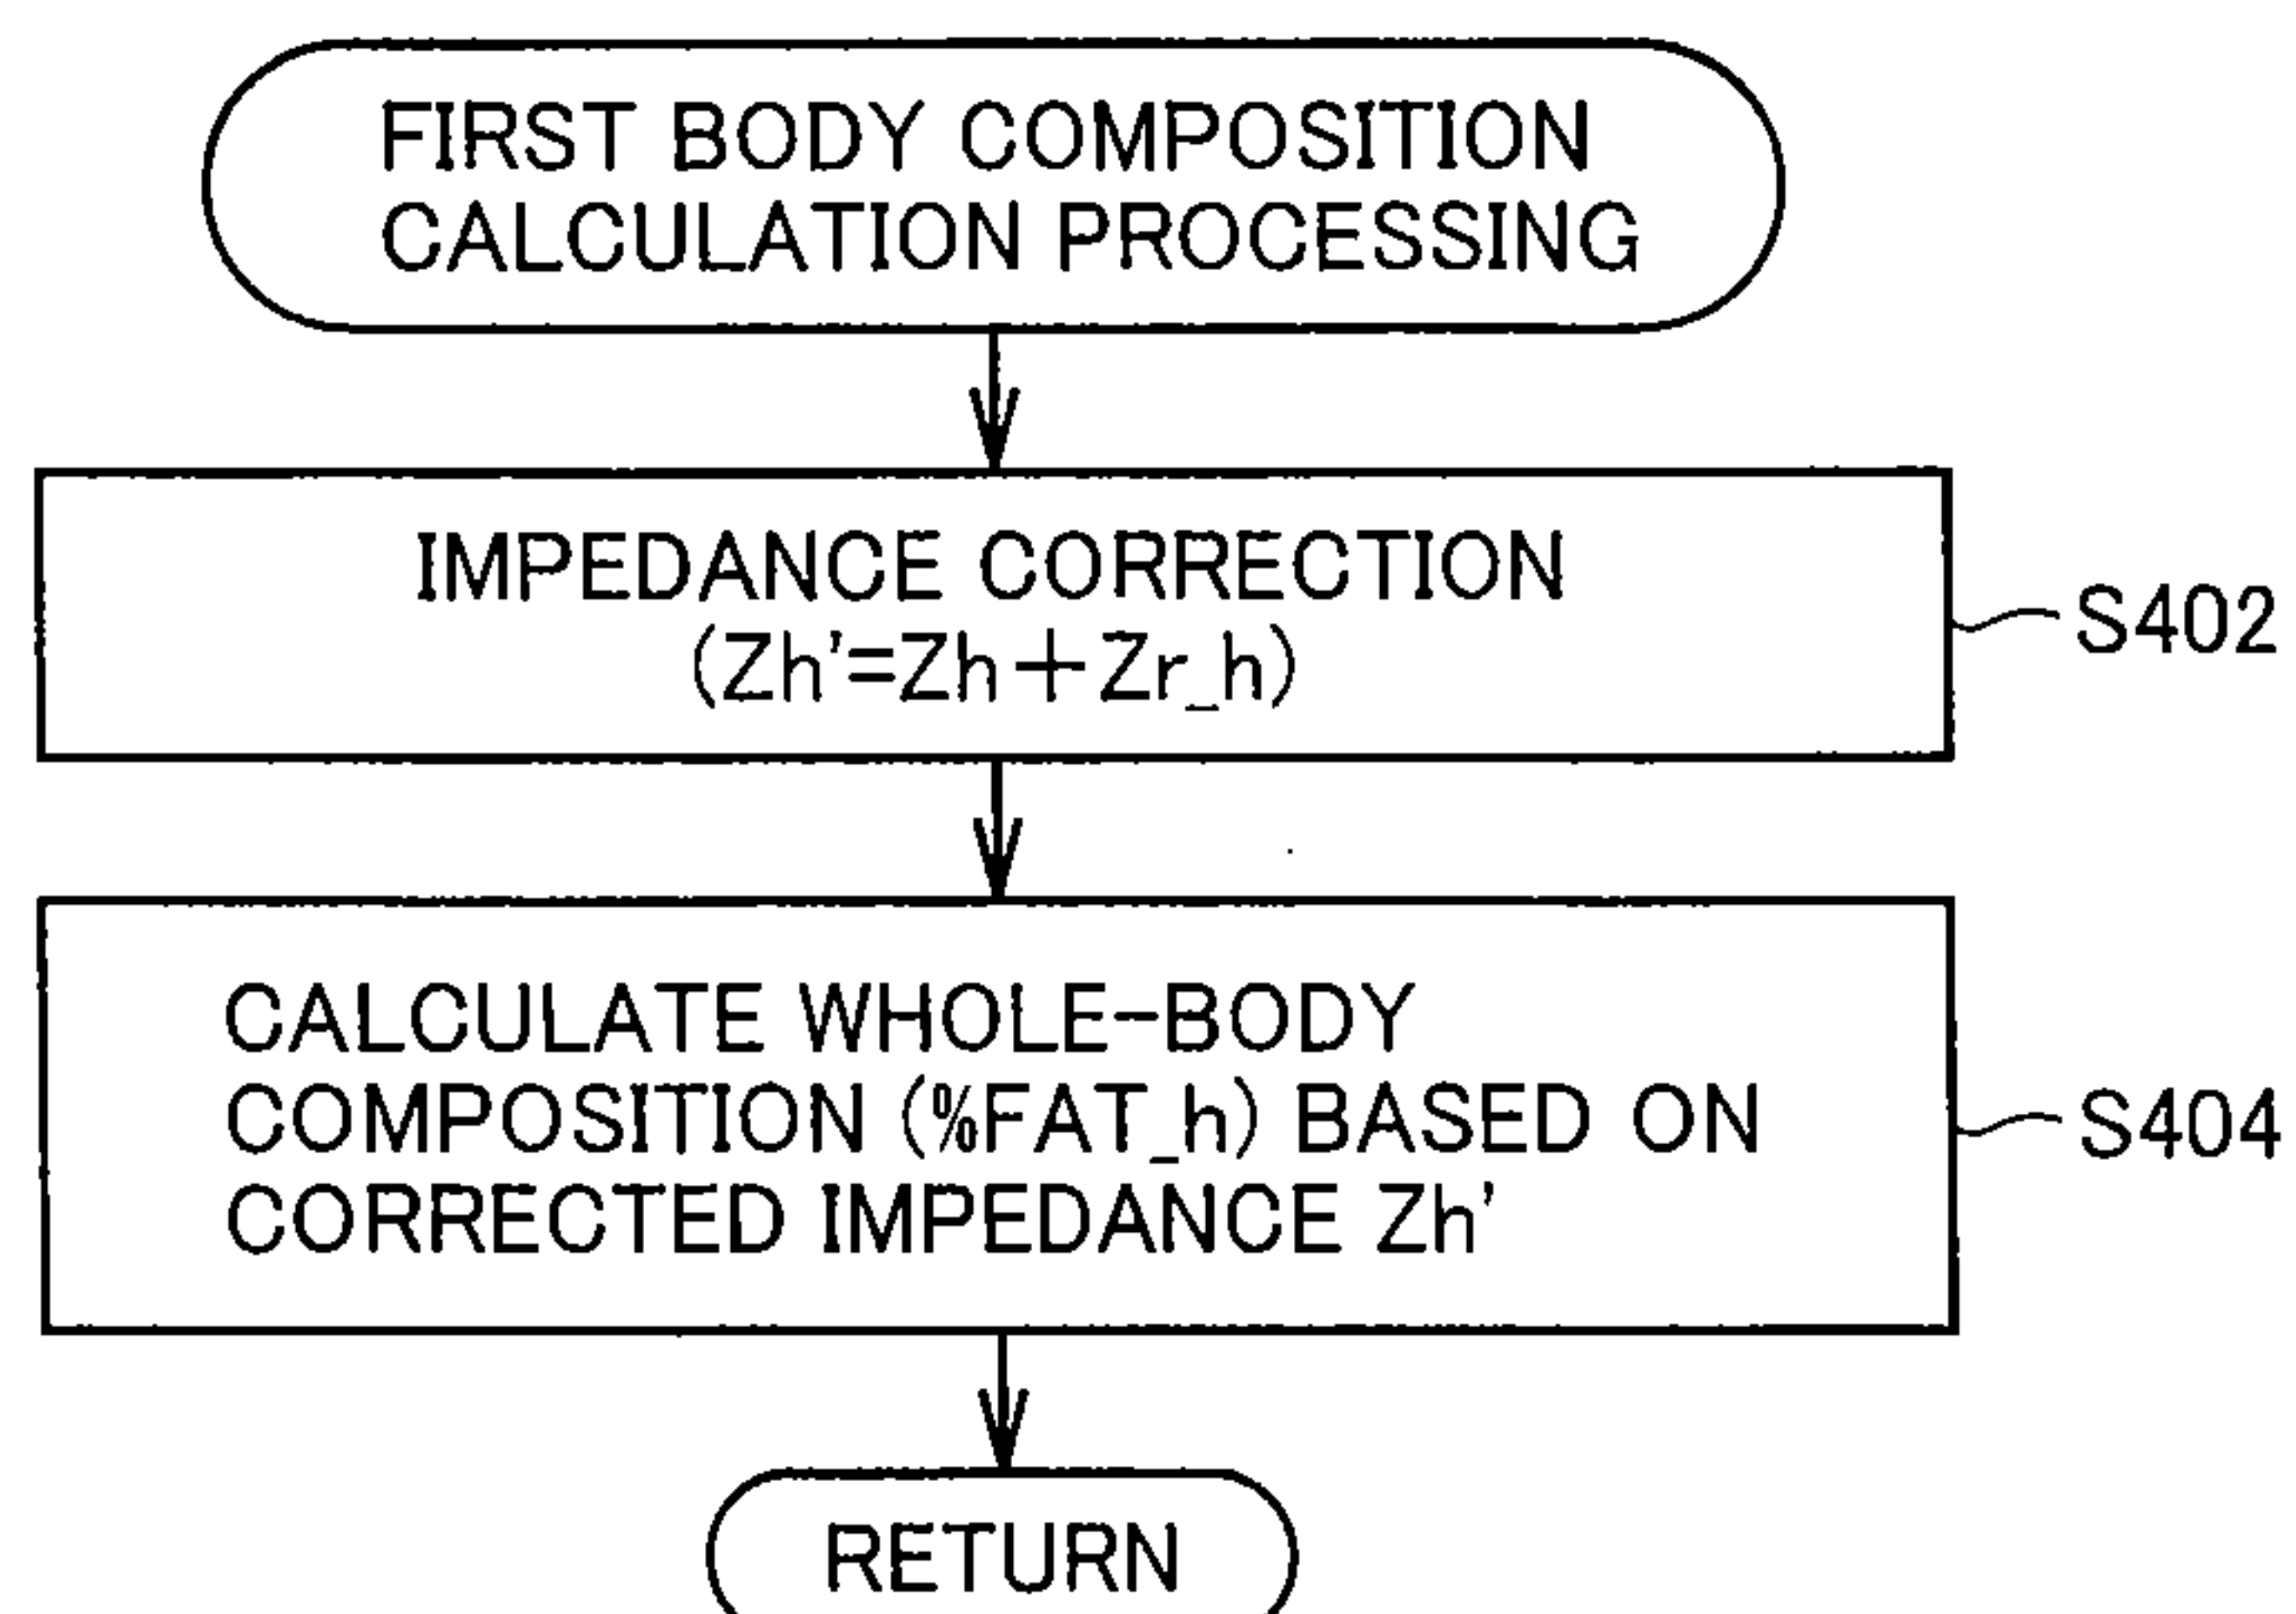 FIRST BODY COMPOSITION
CALCULATION PROCESSING
IMPEDANCE CORRECTION
(Zh'=Zh+Zr_h)
S402
CALCULATE WHOLE-BODY
COMPOSITION (%FAT_h) BASED ON
CORRECTED IMPEDANCE Zh'
S404
RETURN